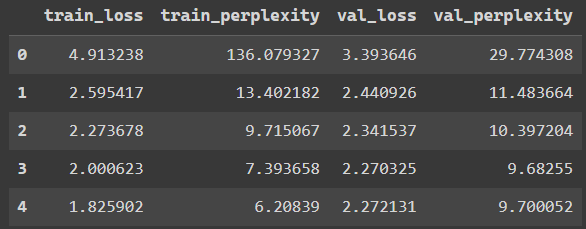 train_loss train_perplexity val_loss val_perplexity
0 4.913238 136.079327 3.393646 29.774308
1 2.595417 13.402182 2.440926 11.483664
2 2.273678 9.715067 2.341537 10.397204
3 2.000623 7.393658 2.270325 9.68255
4 1.825902 6.20839 2.272131 9.700052